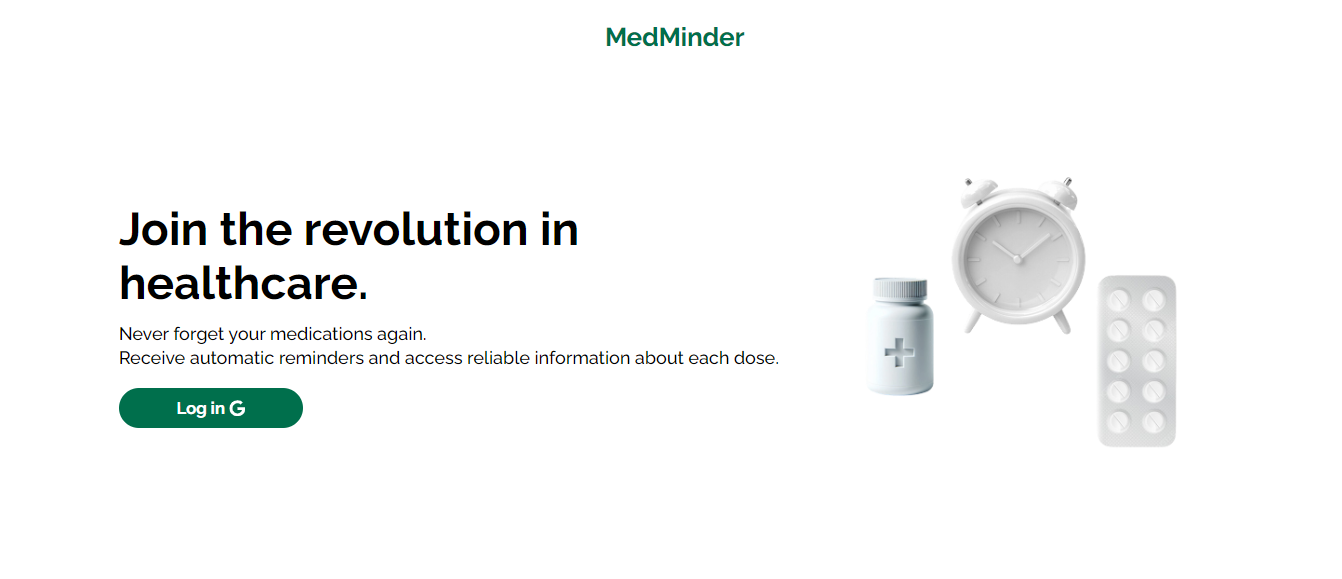 MedMinder
Join the revolution in
healthcare.
Never forget your medications again.
Receive automatic reminders and access reliable information about each dose.
Log in G